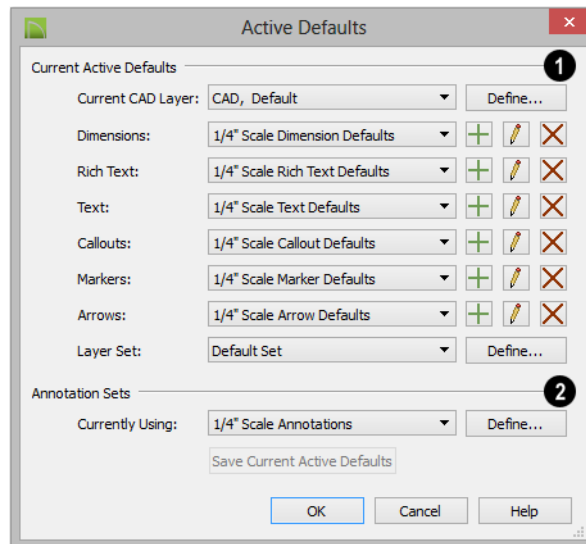 Active Defaults
Current Active Defaults 1
Current CAD Layer: CAD, Default Define...
Dimensions: 1/4" Scale Dimension Defaults
Rich Text: 1/4" Scale Rich Text Defaults
Text: 1/4" Scale Text Defaults
Callouts: 1/4" Scale Callout Defaults
Markers: 1/4" Scale Marker Defaults
Arrows: 1/4" Scale Arrow Defaults
Layer Set: Default Set Define...
Annotation Sets 2
Currently Using: 1/4" Scale Annotations Define...
Save Current Active Defaults
OK Cancel Help